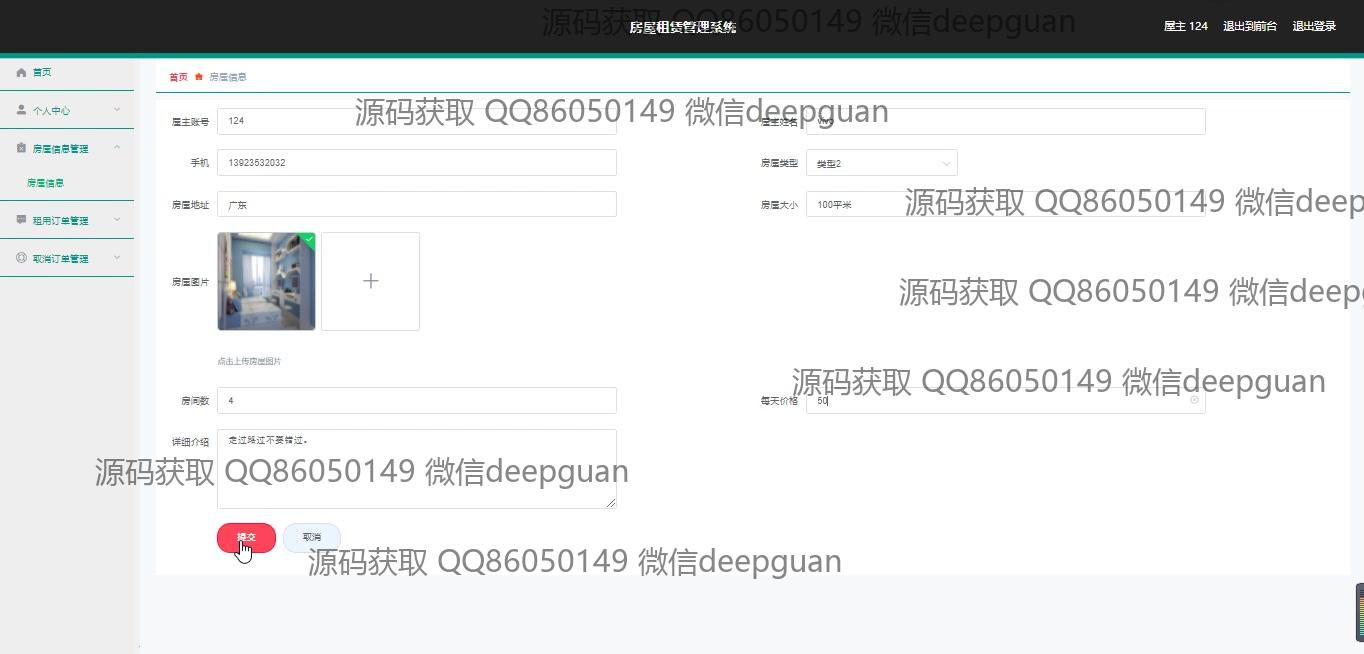 房屋租赁管理系统
屋主 124 退出到前台 退出登录
源码获取 QQ86050149 微信deepguan
首页
个人中心
房屋信息管理
房屋信息
租用订单管理
取消订单管理
首页 房屋信息
源码获取 QQ86050149 微信deepguan
屋主账号 124
屋主姓名
手机 13923532032
房屋类型 类型2
房屋地址 广东
房屋大小 100平米
源码获取 QQ86050149 微信deep
房屋图片
源码获取 QQ86050149 微信deep
点击上传房屋图片
源码获取 QQ86050149 微信deepguan
房间数 4
每天价格 50
详细介绍 走过路过不要错过。
源码获取 QQ86050149 微信deepguan
提交 取消
源码获取 QQ86050149 微信deepguan